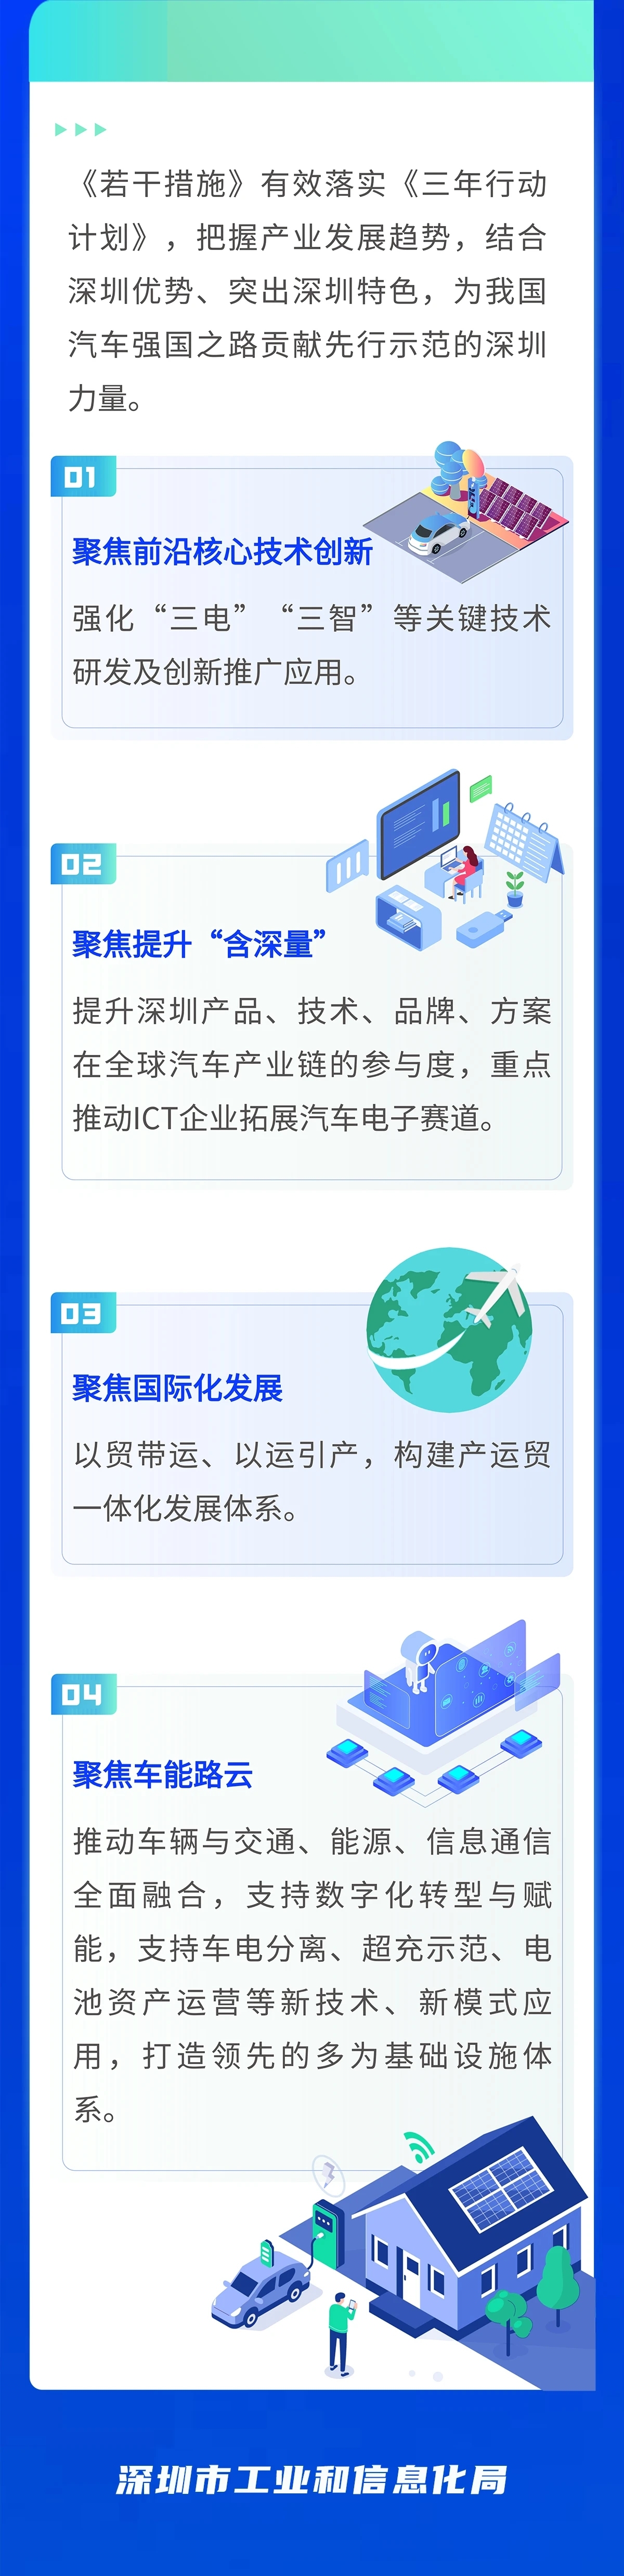 《若干措施》有效落实《三年行动
计划》，把握产业发展趋势，结合
深圳优势、突出深圳特色，为我国
汽车强国之路贡献先行示范的深圳
力量。
01
聚焦前沿核心技术创新
强化“三电”“三智”等关键技术
研发及创新推广应用。
02
聚焦提升“含深量”
提升深圳产品、技术、品牌、方案
在全球汽车产业链的参与度，重点
推动ICT企业拓展汽车电子赛道。
03
聚焦国际化发展
以贸带运、以运引产，构建产运贸
一体化发展体系。
04
聚焦车能路云
推动车辆与交通、能源、信息通信
全面融合，支持数字化转型与赋
能，支持车电分离、超充示范、电
池资产运营等新技术、新模式应
用，打造领先的多为基础设施体
系。
深圳市工业和信息化局